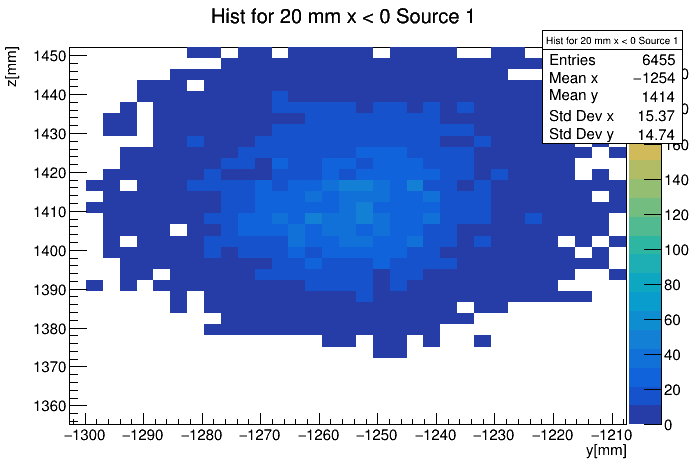 Hist for 20 mm x < 0 Source 1
Hist for 20 mm x < 0 Source 1
Entries 6455
Mean x −1254
Mean y 1414
Std Dev x 15.37
Std Dev y 14.74
z[mm]
1450
1440
1430
1420
1410
1400
1390
1380
1370
1360
160
140
120
100
80
60
40
20
0
−1300 −1290 −1280 −1270 −1260 −1250 −1240 −1230 −1220 −1210
y[mm]